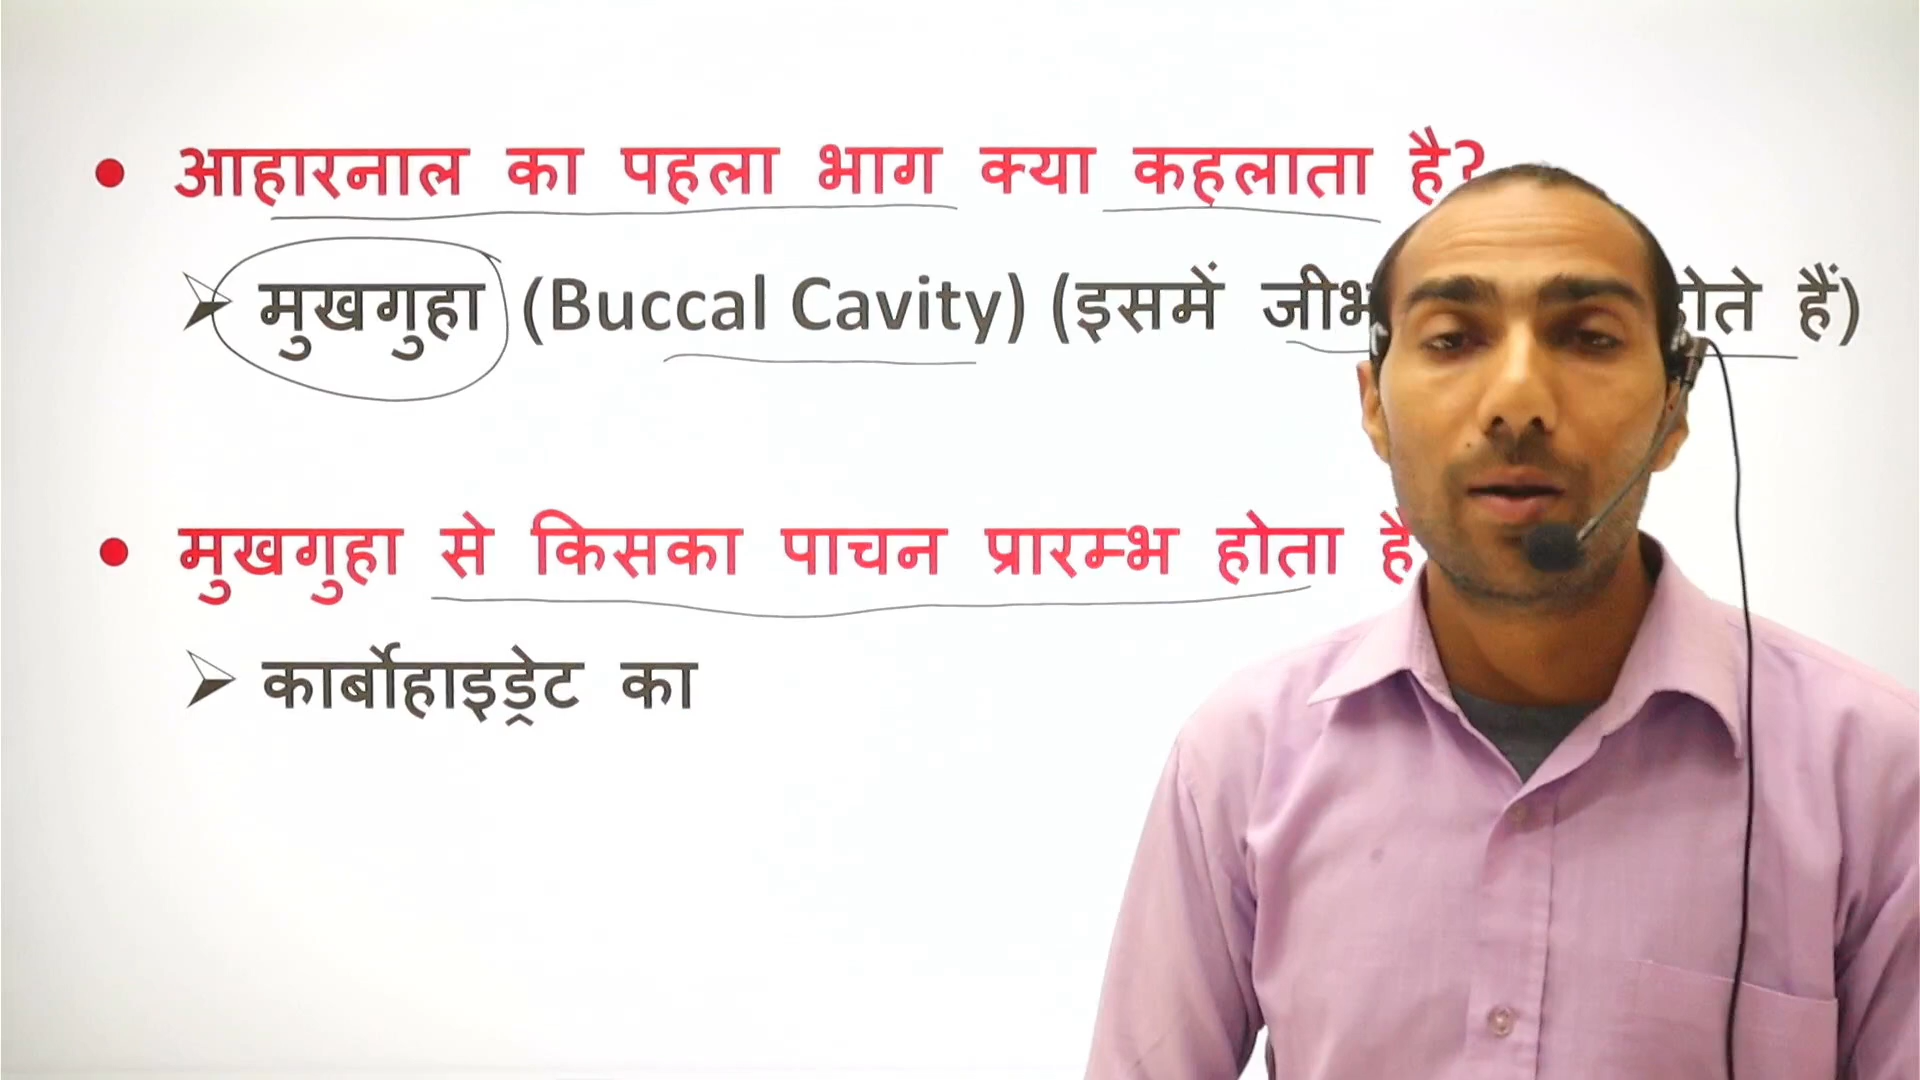 • आहारनाल का पहला भाग क्या कहलाता है?
➢ मुखगुहा (Buccal Cavity) (इसमें जीभ होते हैं)
• मुखगुहा से किसका पाचन प्रारम्भ होता है
➢ कार्बोहाइड्रेट का